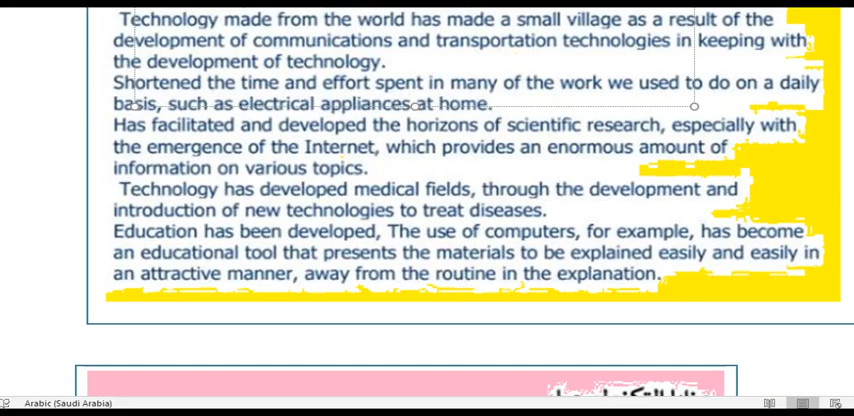 Technology made from the world has made a small village as a result of the
development of communications and transportation technologies in keeping with
the development of technology.
Shortened the time and effort spent in many of the work we used to do on a daily
basis, such as electrical appliances at home.
Has facilitated and developed the horizons of scientific research, especially with
the emergence of the Internet, which provides an enormous amount of
information on various topics.
Technology has developed medical fields, through the development and
introduction of new technologies to treat diseases.
Education has been developed, The use of computers, for example, has become
an educational tool that presents the materials to be explained easily and easily in
an attractive manner, away from the routine in the explanation.
Arabic (Saudi Arabia)